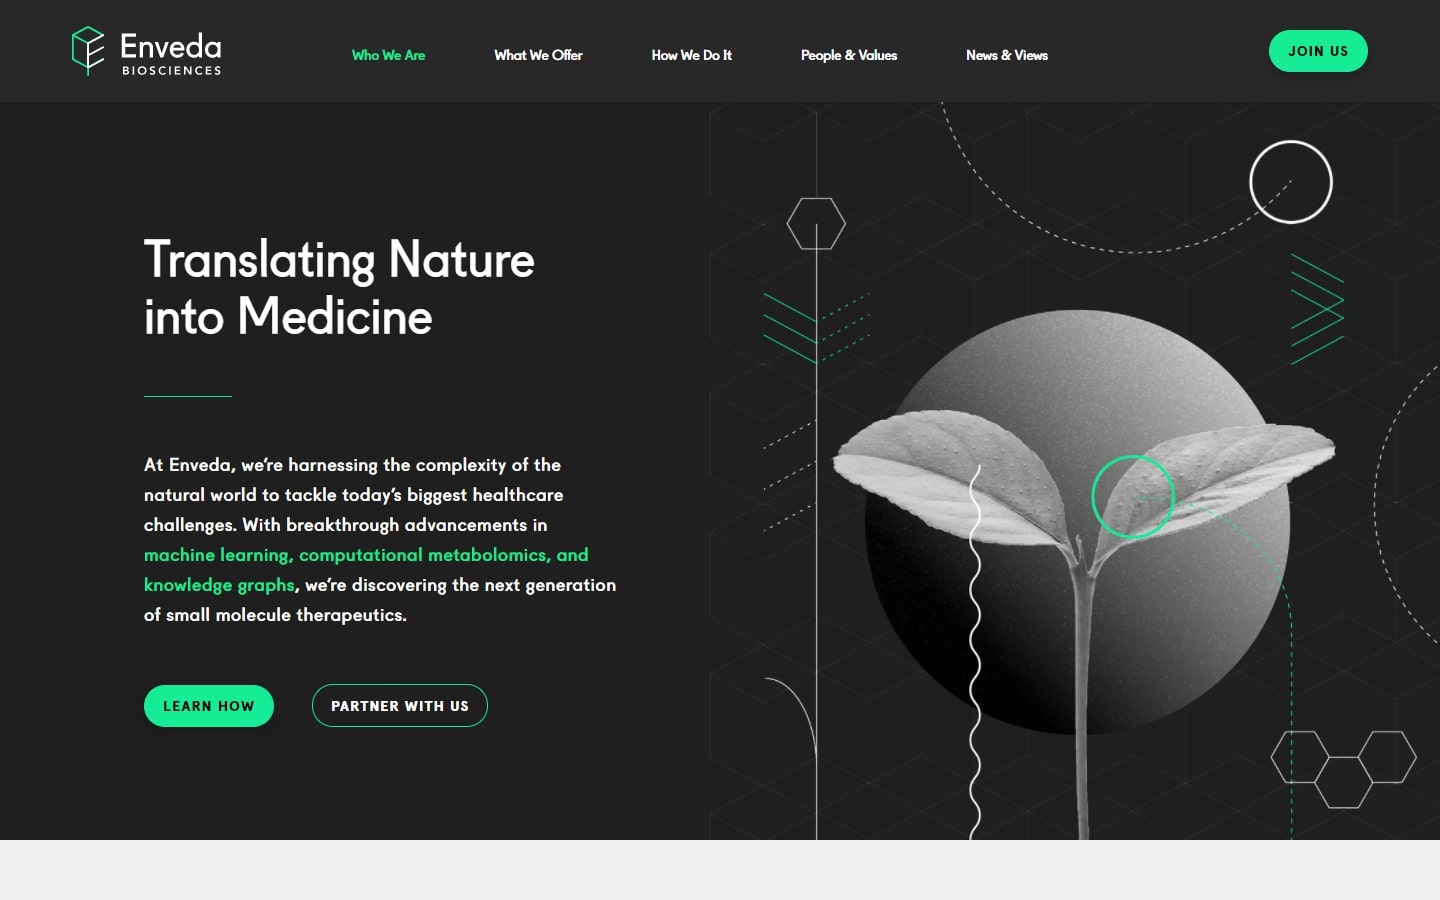 Enveda
BIOSCIENCES
Who We Are
What We Offer
How We Do It
People & Values
News & Views
JOIN US
Translating Nature
into Medicine
At Enveda, we’re harnessing the complexity of the
natural world to tackle today’s biggest healthcare
challenges. With breakthrough advancements in
machine learning, computational metabolomics, and
knowledge graphs, we’re discovering the next generation
of small molecule therapeutics.
LEARN HOW
PARTNER WITH US